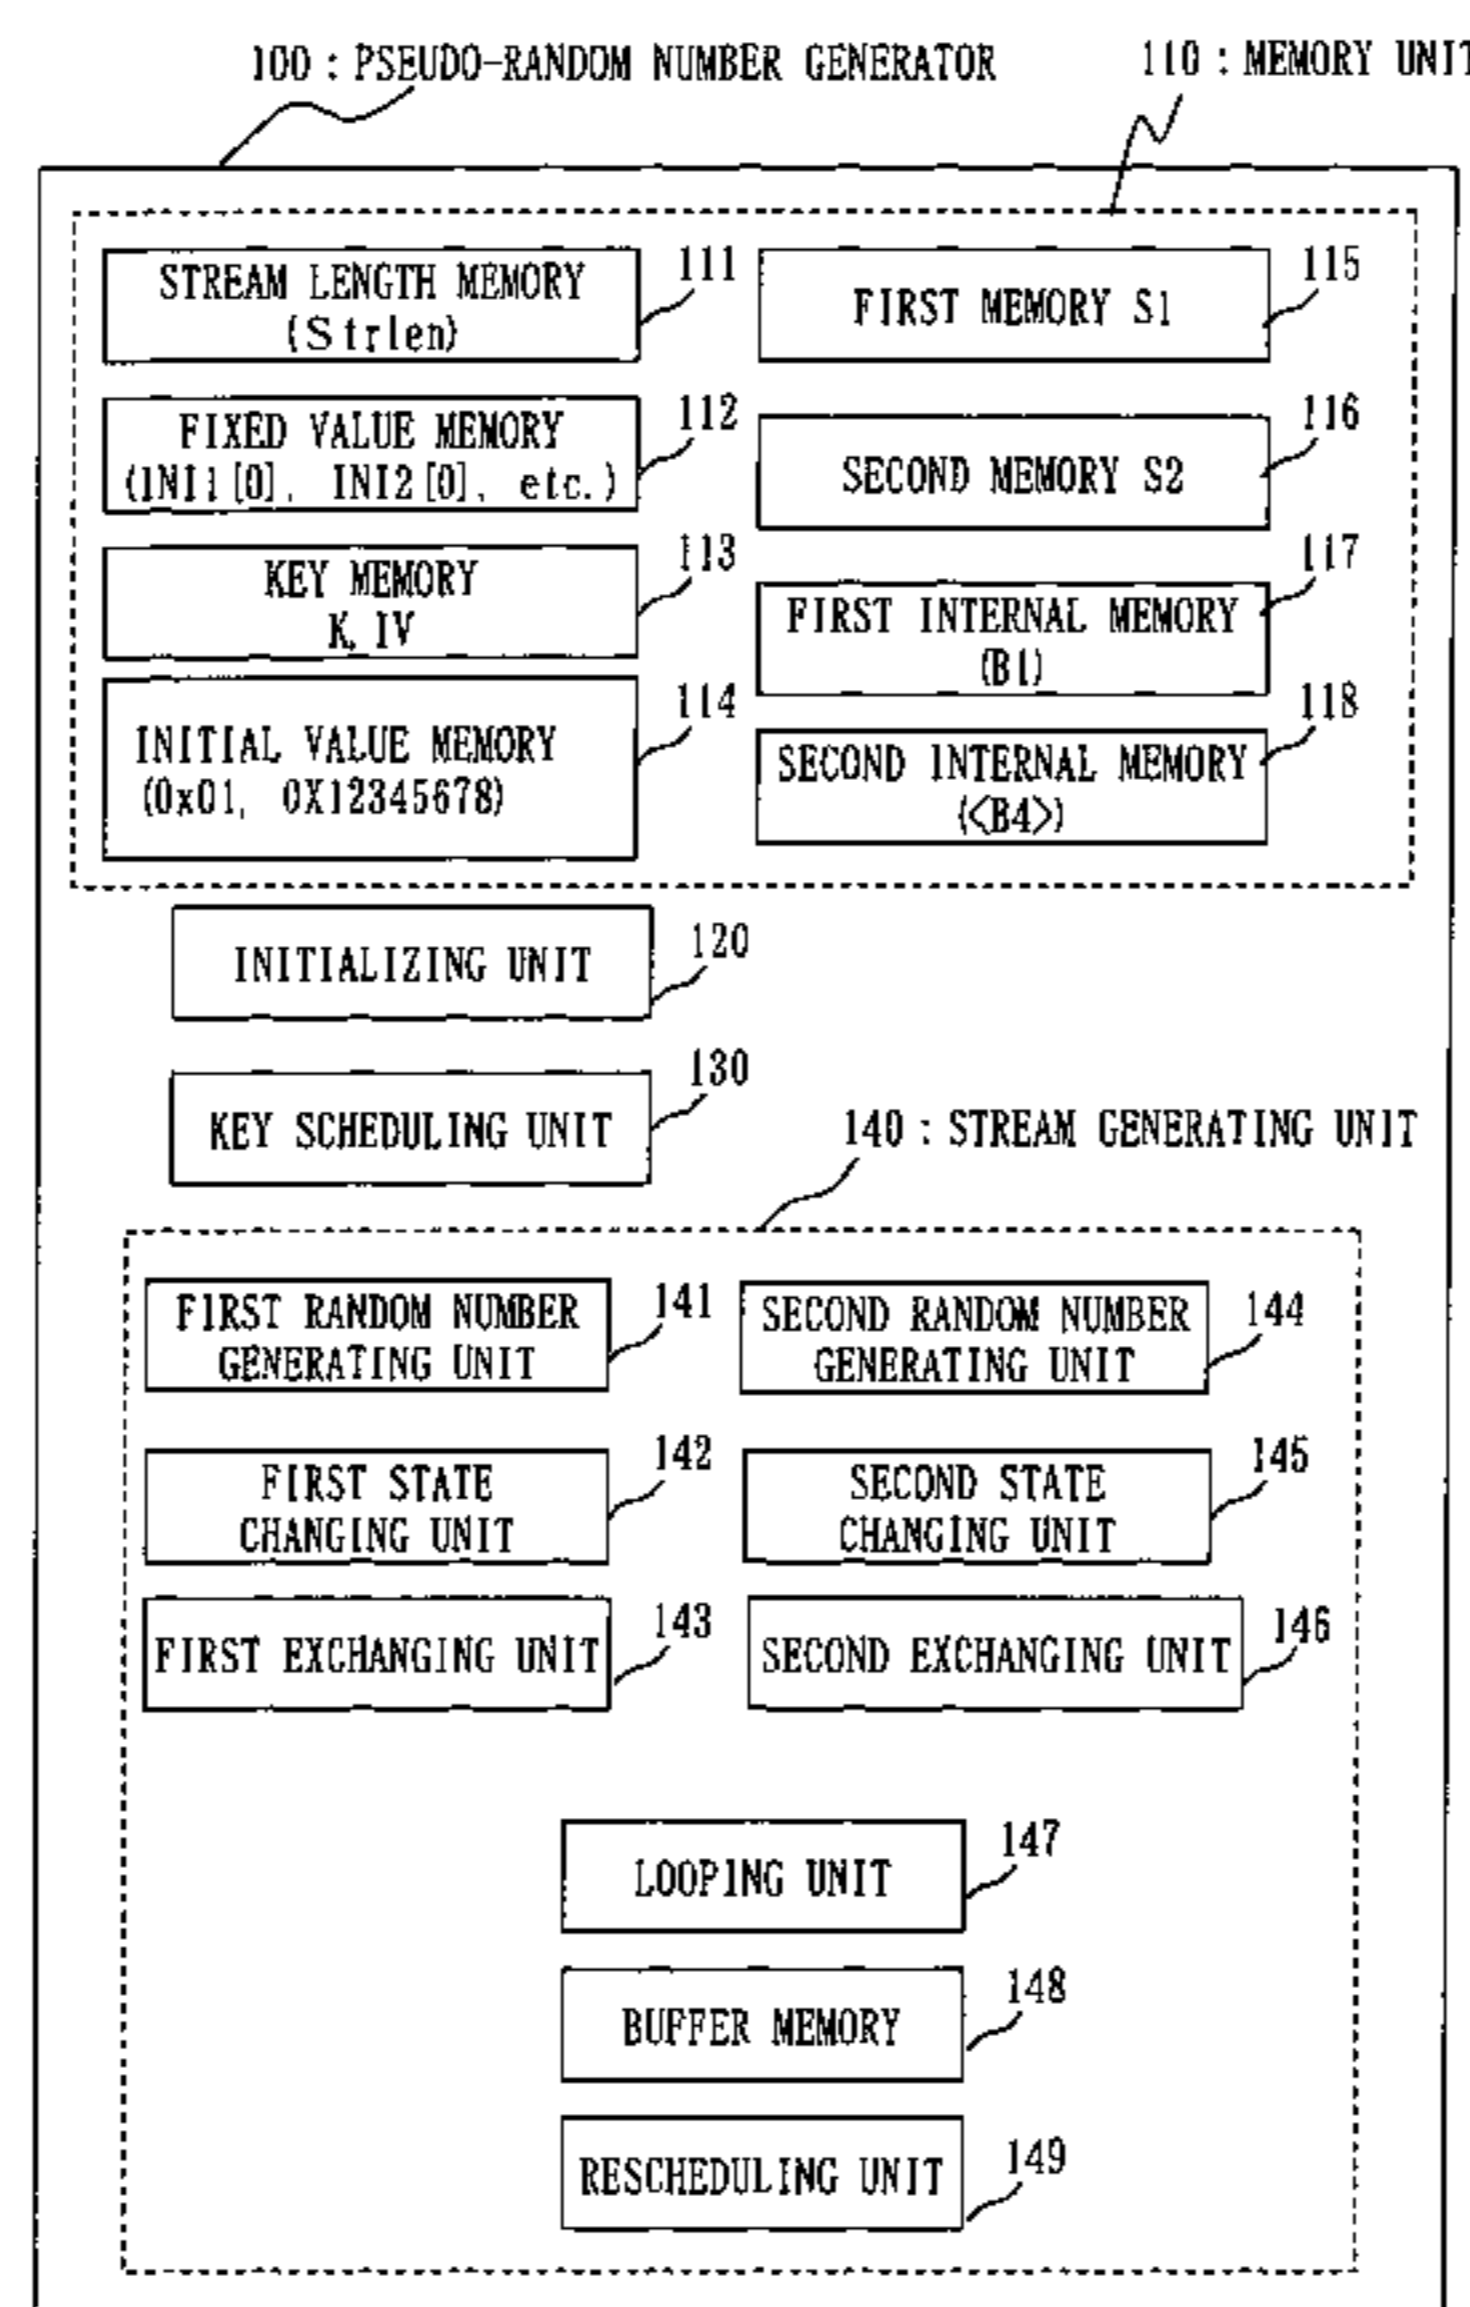 100 : PSEUDO-RANDOM NUMBER GENERATOR
110 : MEMORY UNIT
STREAM LENGTH MEMORY
(Strlen)
111
FIRST MEMORY S1
115
FIXED VALUE MEMORY
(INI1[0], INI2[0], etc.)
112
SECOND MEMORY S2
116
KEY MEMORY
K, IV
113
FIRST INTERNAL MEMORY
(B1)
117
INITIAL VALUE MEMORY
(0x01, 0X12345678)
114
SECOND INTERNAL MEMORY
(<B4>)
118
INITIALIZING UNIT
120
KEY SCHEDULING UNIT
130
140 : STREAM GENERATING UNIT
FIRST RANDOM NUMBER
GENERATING UNIT
141
SECOND RANDOM NUMBER
GENERATING UNIT
144
FIRST STATE
CHANGING UNIT
142
SECOND STATE
CHANGING UNIT
145
FIRST EXCHANGING UNIT
143
SECOND EXCHANGING UNIT
146
LOOPING UNIT
147
BUFFER MEMORY
148
RESCHEDULING UNIT
149